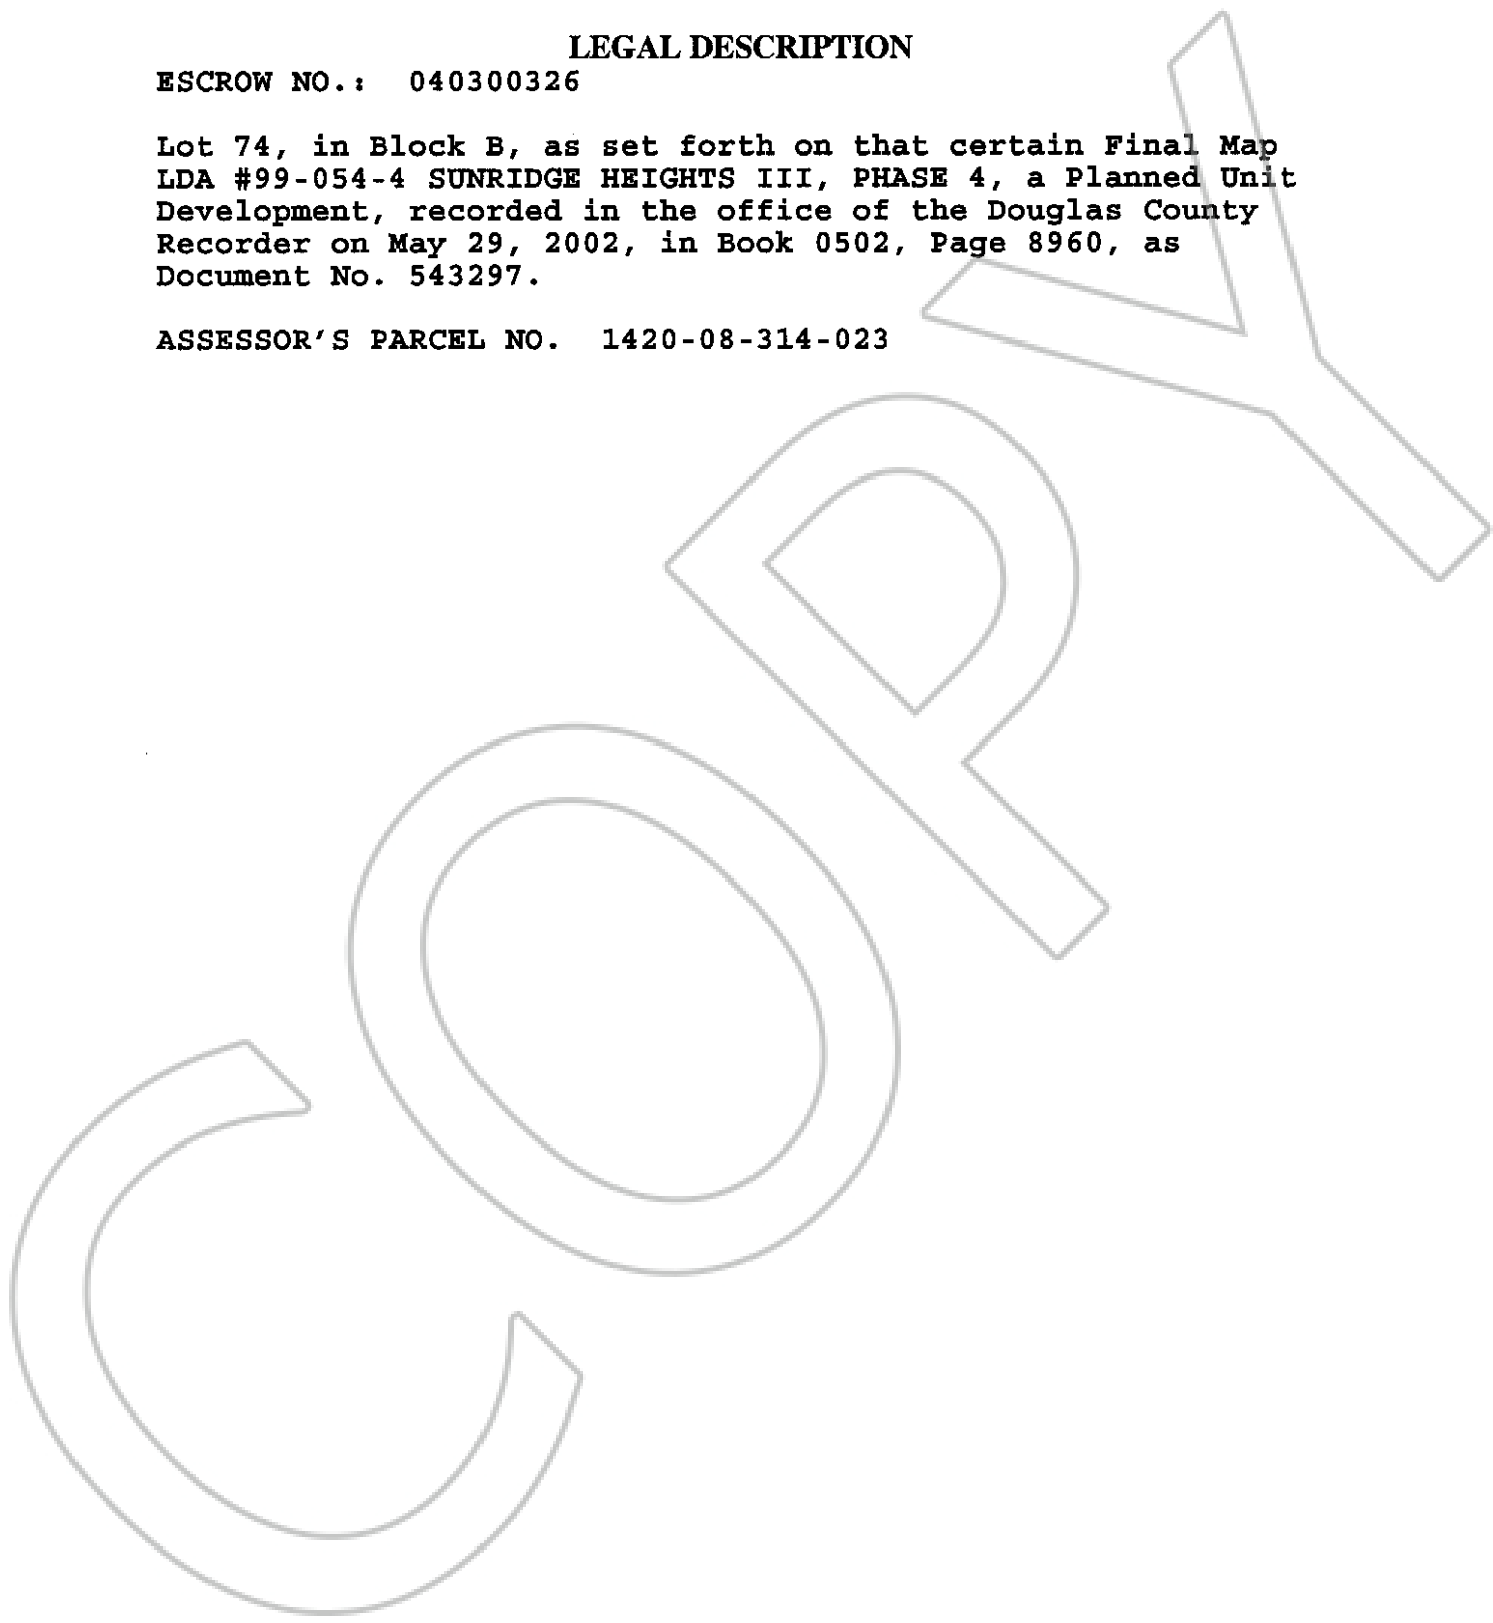 LEGAL DESCRIPTION
ESCROW NO.: 040300326
Lot 74, in Block B, as set forth on that certain Final Map
LDA #99-054-4 SUNRIDGE HEIGHTS III, PHASE 4, a Planned Unit
Development, recorded in the office of the Douglas County
Recorder on May 29, 2002, in Book 0502, Page 8960, as
Document No. 543297.
ASSESSOR'S PARCEL NO. 1420-08-314-023
COPY